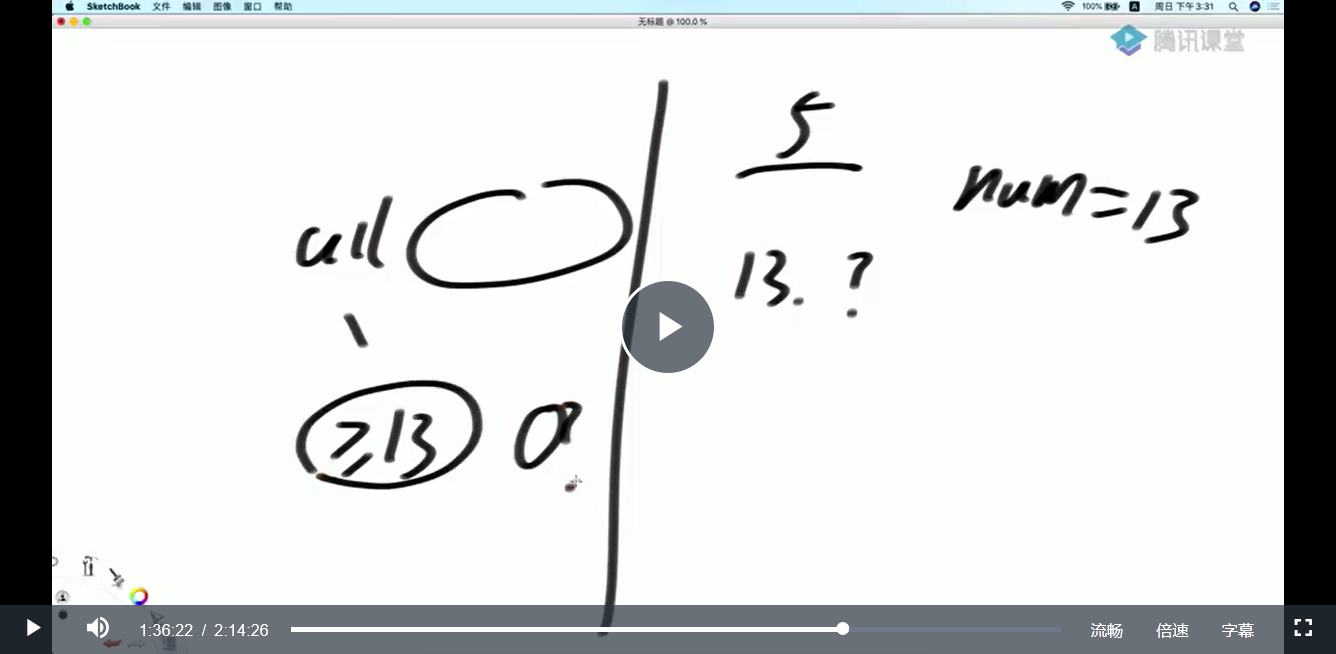 SketchBook 文件 编辑 图像 窗口 帮助
100% A 周日 下午3:31
无标题 @ 100.0 %
腾讯课堂
5
num=13
all
13. ?
≥13 0?
1:36:22 / 2:14:26 流畅 倍速 字幕